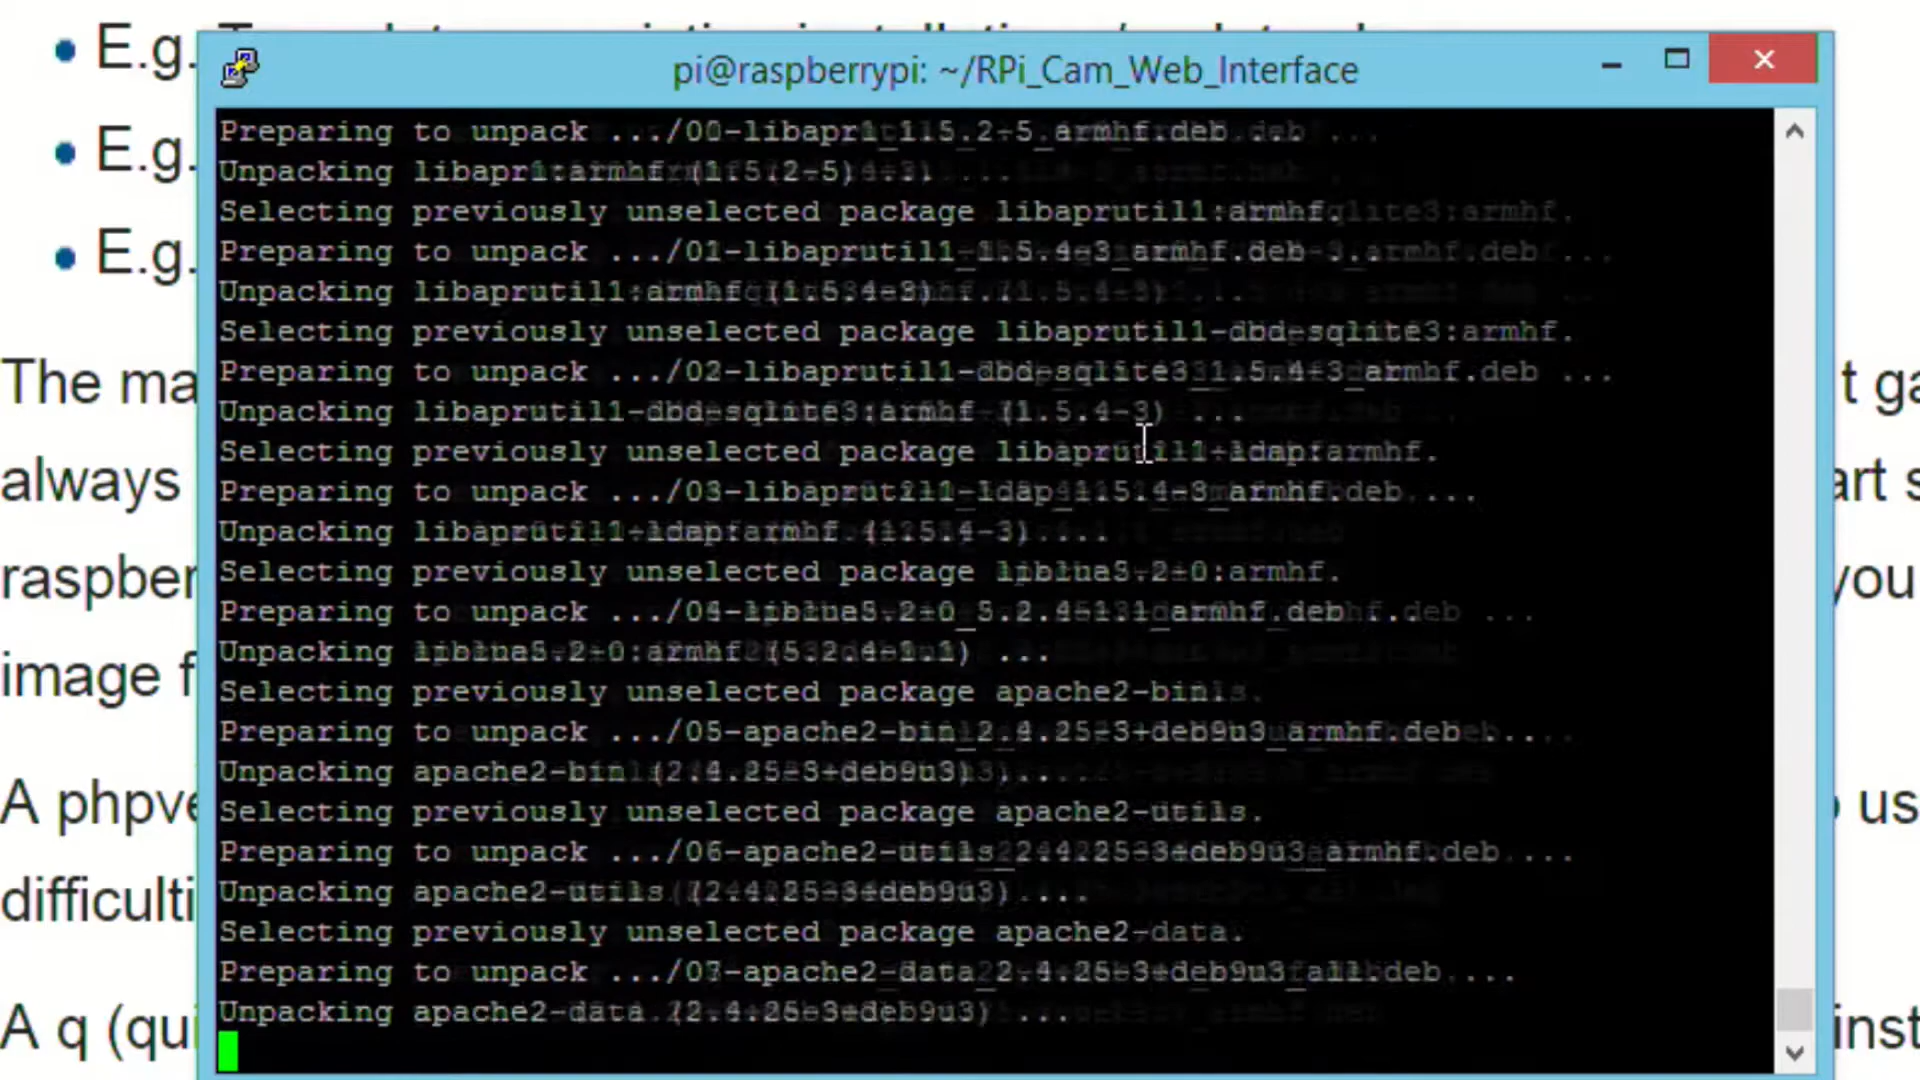 E.g.
pi@raspberrypi: ~/RPi_Cam_Web_Interface
E.g.
E.g.
Preparing to unpack .../00-libapr1_1.5.2-5_armhf.deb ...
Unpacking libapr1:armhf (1.5.2-5) ...
Selecting previously unselected package libaprutil1:armhf.
Preparing to unpack .../01-libaprutil1_1.5.4-3_armhf.deb ...
Unpacking libaprutil1:armhf (1.5.4-3) ...
Selecting previously unselected package libaprutil1-dbd-sqlite3:armhf.
Preparing to unpack .../02-libaprutil1-dbd-sqlite3_1.5.4-3_armhf.deb ...
Unpacking libaprutil1-dbd-sqlite3:armhf (1.5.4-3) ...
Selecting previously unselected package libaprutil1-ldap:armhf.
Preparing to unpack .../03-libaprutil1-ldap_1.5.4-3_armhf.deb ...
Unpacking libaprutil1-ldap:armhf (1.5.4-3) ...
Selecting previously unselected package liblua5.2-0:armhf.
Preparing to unpack .../04-liblua5.2-0_5.2.4-1.1_armhf.deb ...
Unpacking liblua5.2-0:armhf (5.2.4-1.1) ...
Selecting previously unselected package apache2-bin.
Preparing to unpack .../05-apache2-bin_2.4.25-3+deb9u3_armhf.deb ...
Unpacking apache2-bin (2.4.25-3+deb9u3) ...
Selecting previously unselected package apache2-utils.
Preparing to unpack .../06-apache2-utils_2.4.25-3+deb9u3_armhf.deb ...
Unpacking apache2-utils (2.4.25-3+deb9u3) ...
Selecting previously unselected package apache2-data.
Preparing to unpack .../07-apache2-data_2.4.25-3+deb9u3_all.deb ...
Unpacking apache2-data (2.4.25-3+deb9u3) ...
The ma
always
raspber you
image f
A phpve us
difficulti
A q (qui inst